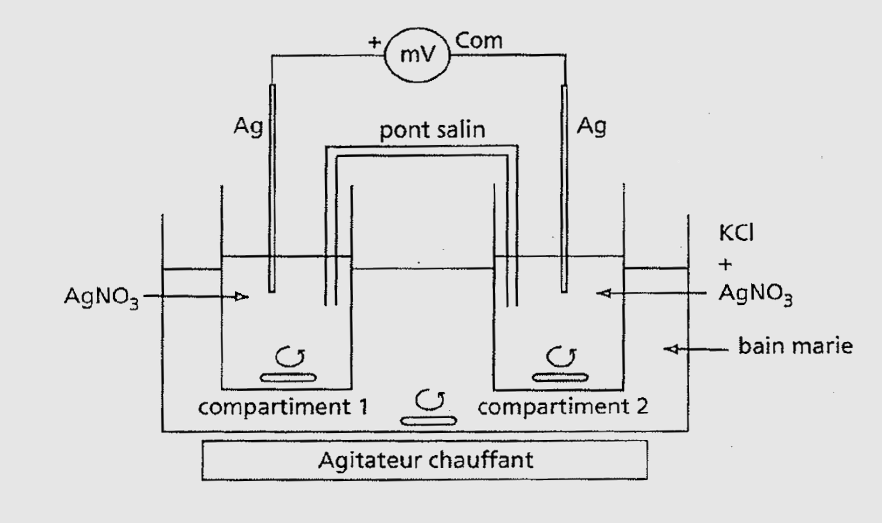 +
mV
Com
Ag
pont salin
Ag
KCl
+
AgNO₃
AgNO₃
bain marie
compartiment 1
compartiment 2
Agitateur chauffant